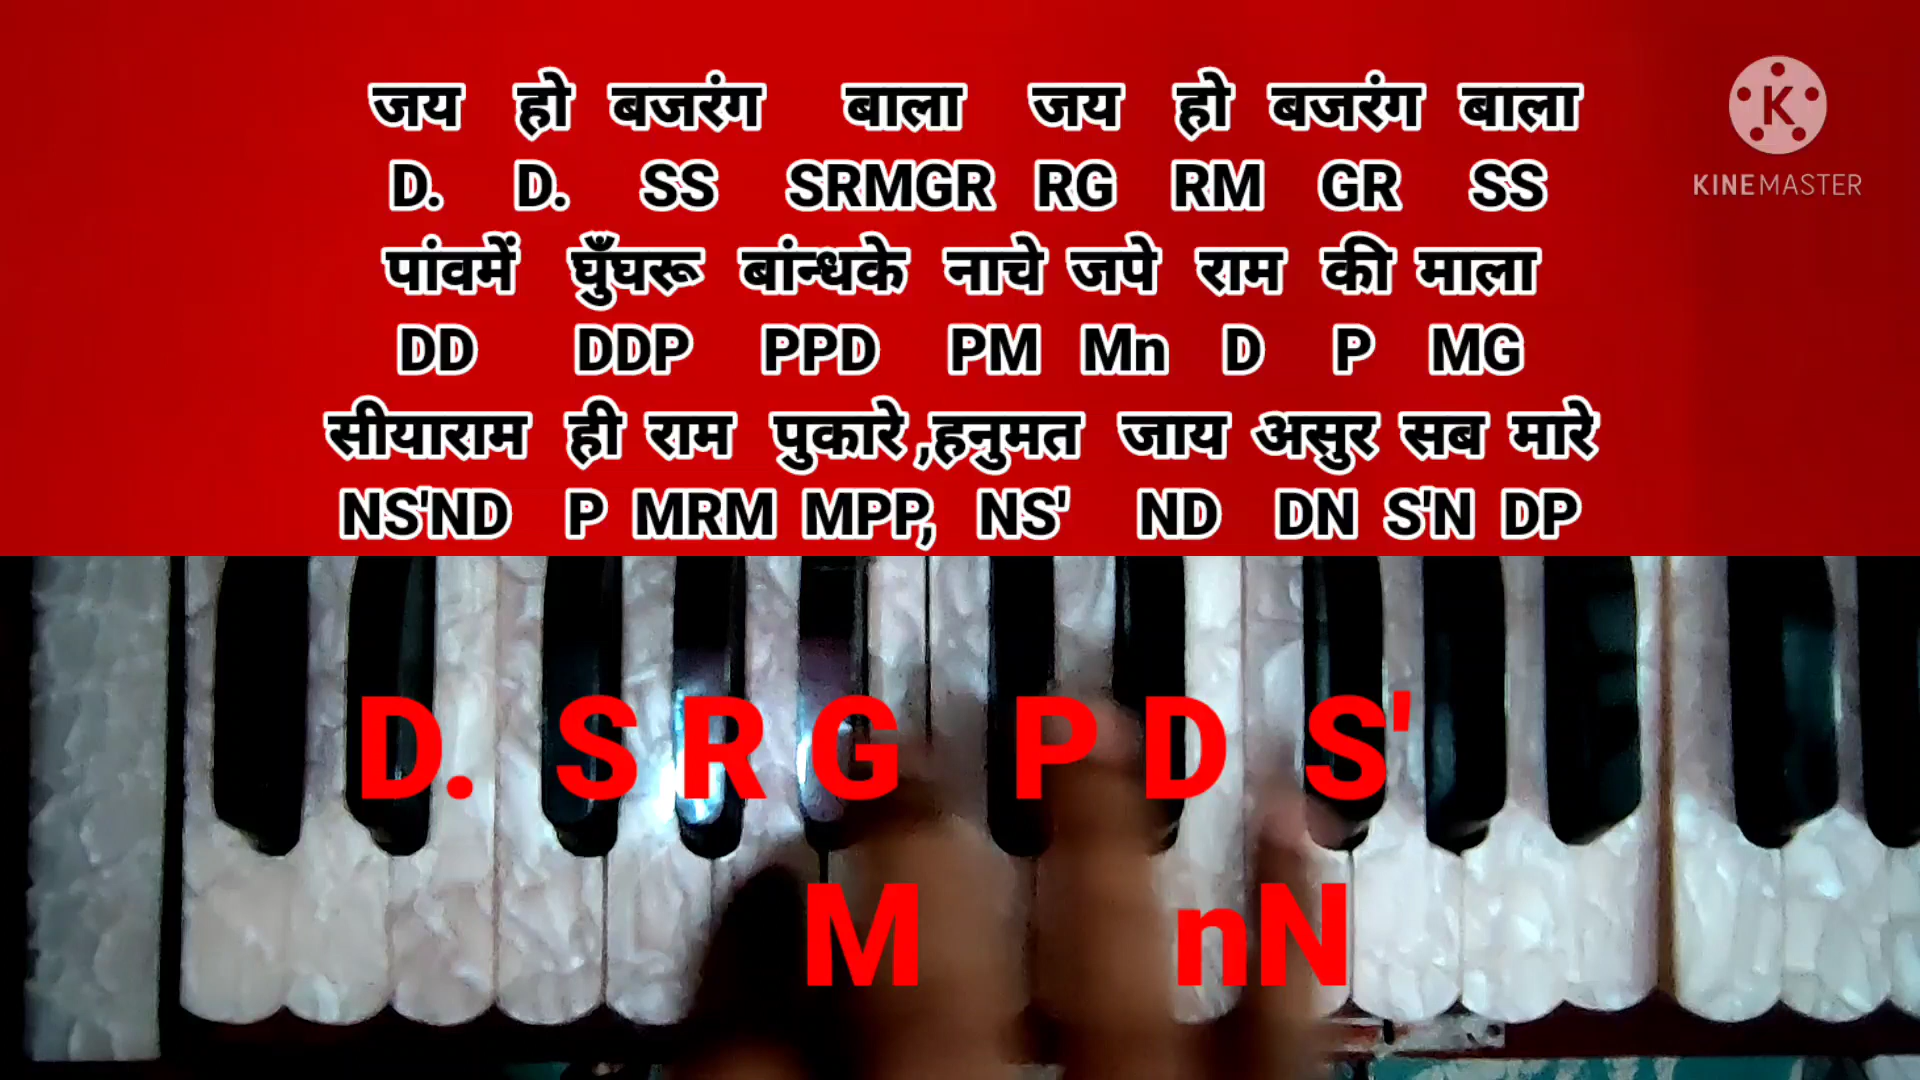 जय हो बजरंग बाला जय हो बजरंग बाला
D. D. SS SRMGR RG RM GR SS
पांवमें घुँघरू बांन्धके नाचे जपे राम की माला
DD DDP PPD PM Mn D P MG
सीयाराम ही राम पुकारे ,हनुमत जाय असुर सब मारे
NS'ND P MRM MPP, NS' ND DN S'N DP
K
KINEMASTER
D. S R G P D S'
M nN